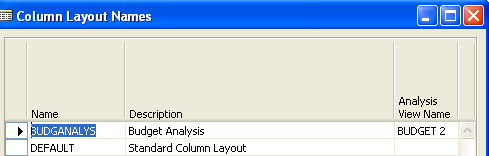 Column Layout Names
Name Description Analysis View Name
BUDGANALYS Budget Analysis BUDGET 2
DEFAULT Standard Column Layout